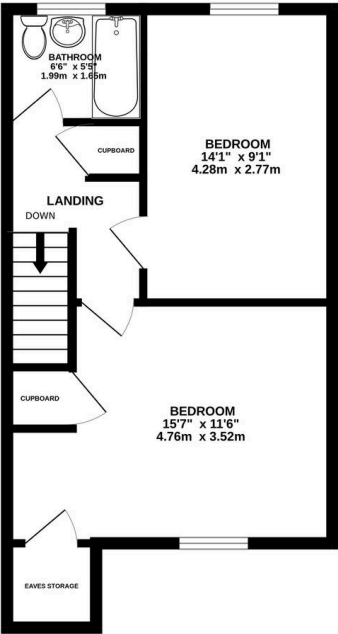 BATHROOM
6'6" x 5'5"
1.99m x 1.65m
CUPBOARD
BEDROOM
14'1" x 9'1"
4.28m x 2.77m
LANDING
DOWN
CUPBOARD
BEDROOM
15'7" x 11'6"
4.76m x 3.52m
EAVES STORAGE